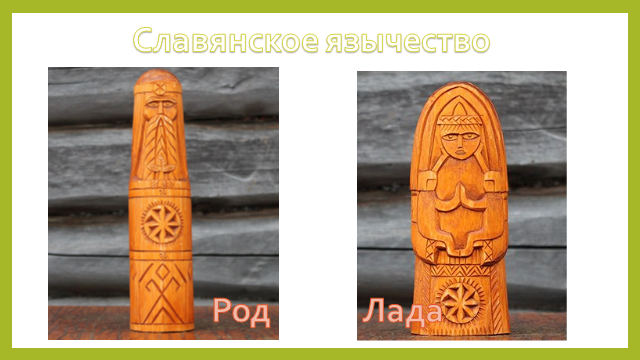 Славянское язычество
Род
Лада